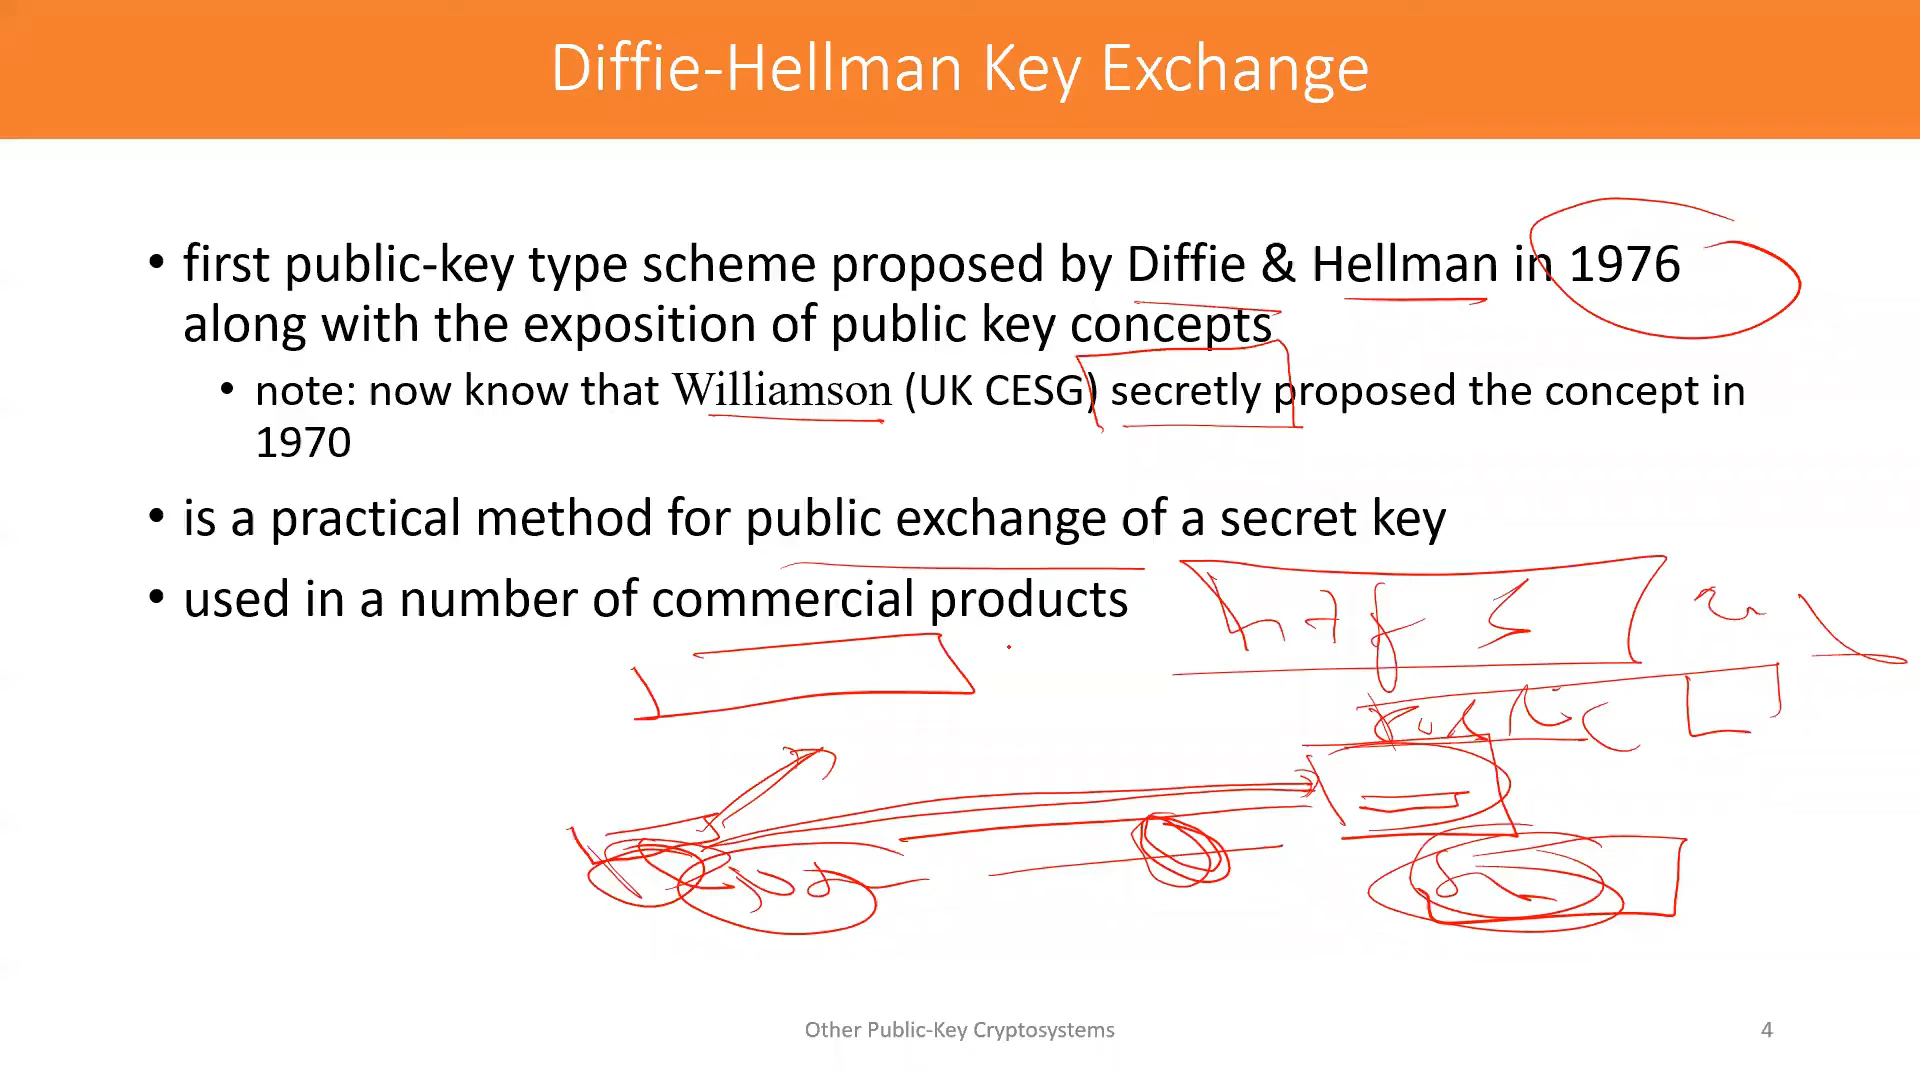 Diffie-Hellman Key Exchange
• first public-key type scheme proposed by Diffie & Hellman in 1976
along with the exposition of public key concepts
• note: now know that Williamson (UK CESG) secretly proposed the concept in
1970
• is a practical method for public exchange of a secret key
• used in a number of commercial products
Public
Other Public-Key Cryptosystems
4